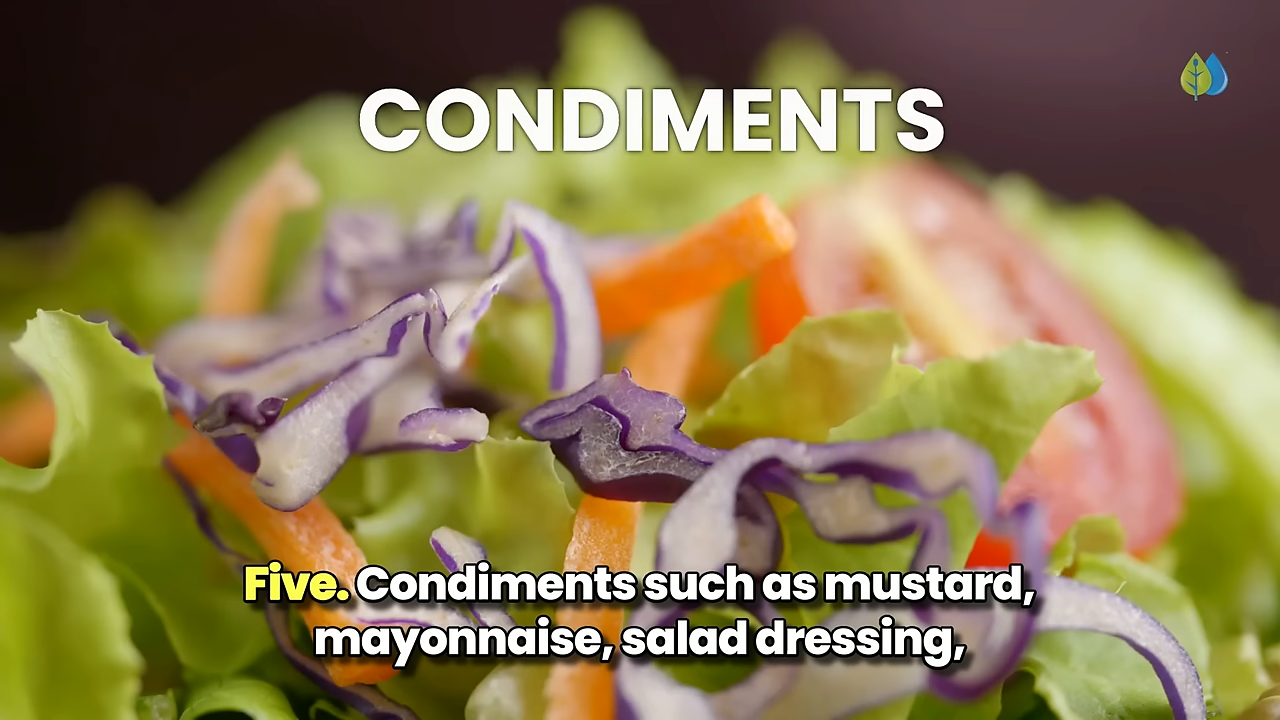 CONDIMENTS
Five. Condiments such as mustard,
mayonnaise, salad dressing,